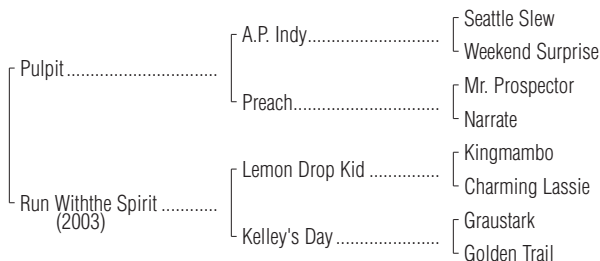 Seattle Slew
A.P. Indy
Weekend Surprise
Pulpit
Mr. Prospector
Preach
Narrate
Kingmambo
Lemon Drop Kid
Charming Lassie
Run Withthe Spirit
(2003)
Graustark
Kelley's Day
Golden Trail